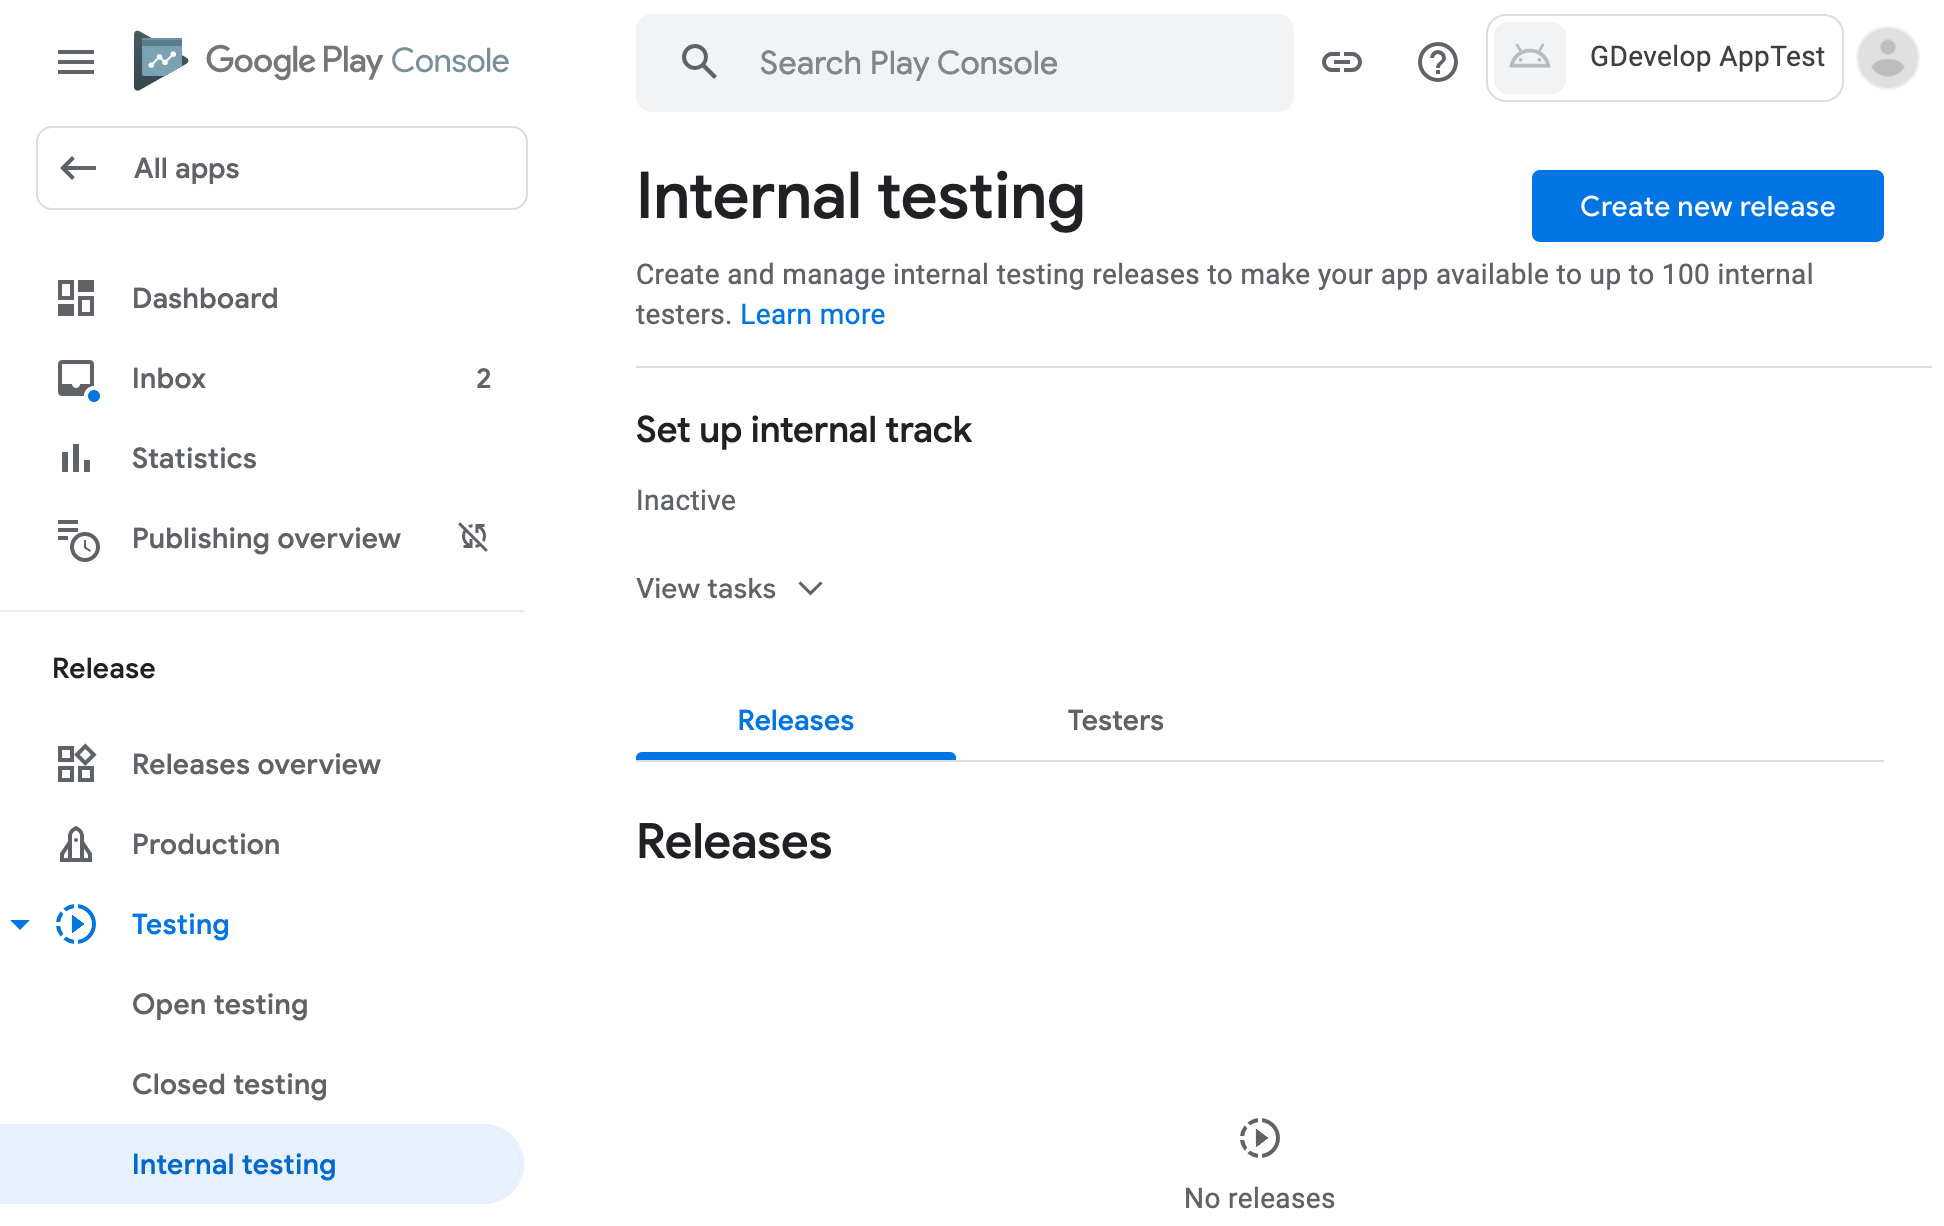 Google Play Console
Search Play Console
GDevelop AppTest
All apps
Dashboard
Inbox 2
Statistics
Publishing overview
Release
Releases overview
Production
Testing
Open testing
Closed testing
Internal testing
Internal testing
Create new release
Create and manage internal testing releases to make your app available to up to 100 internal
testers. Learn more
Set up internal track
Inactive
View tasks
Releases Testers
Releases
No releases